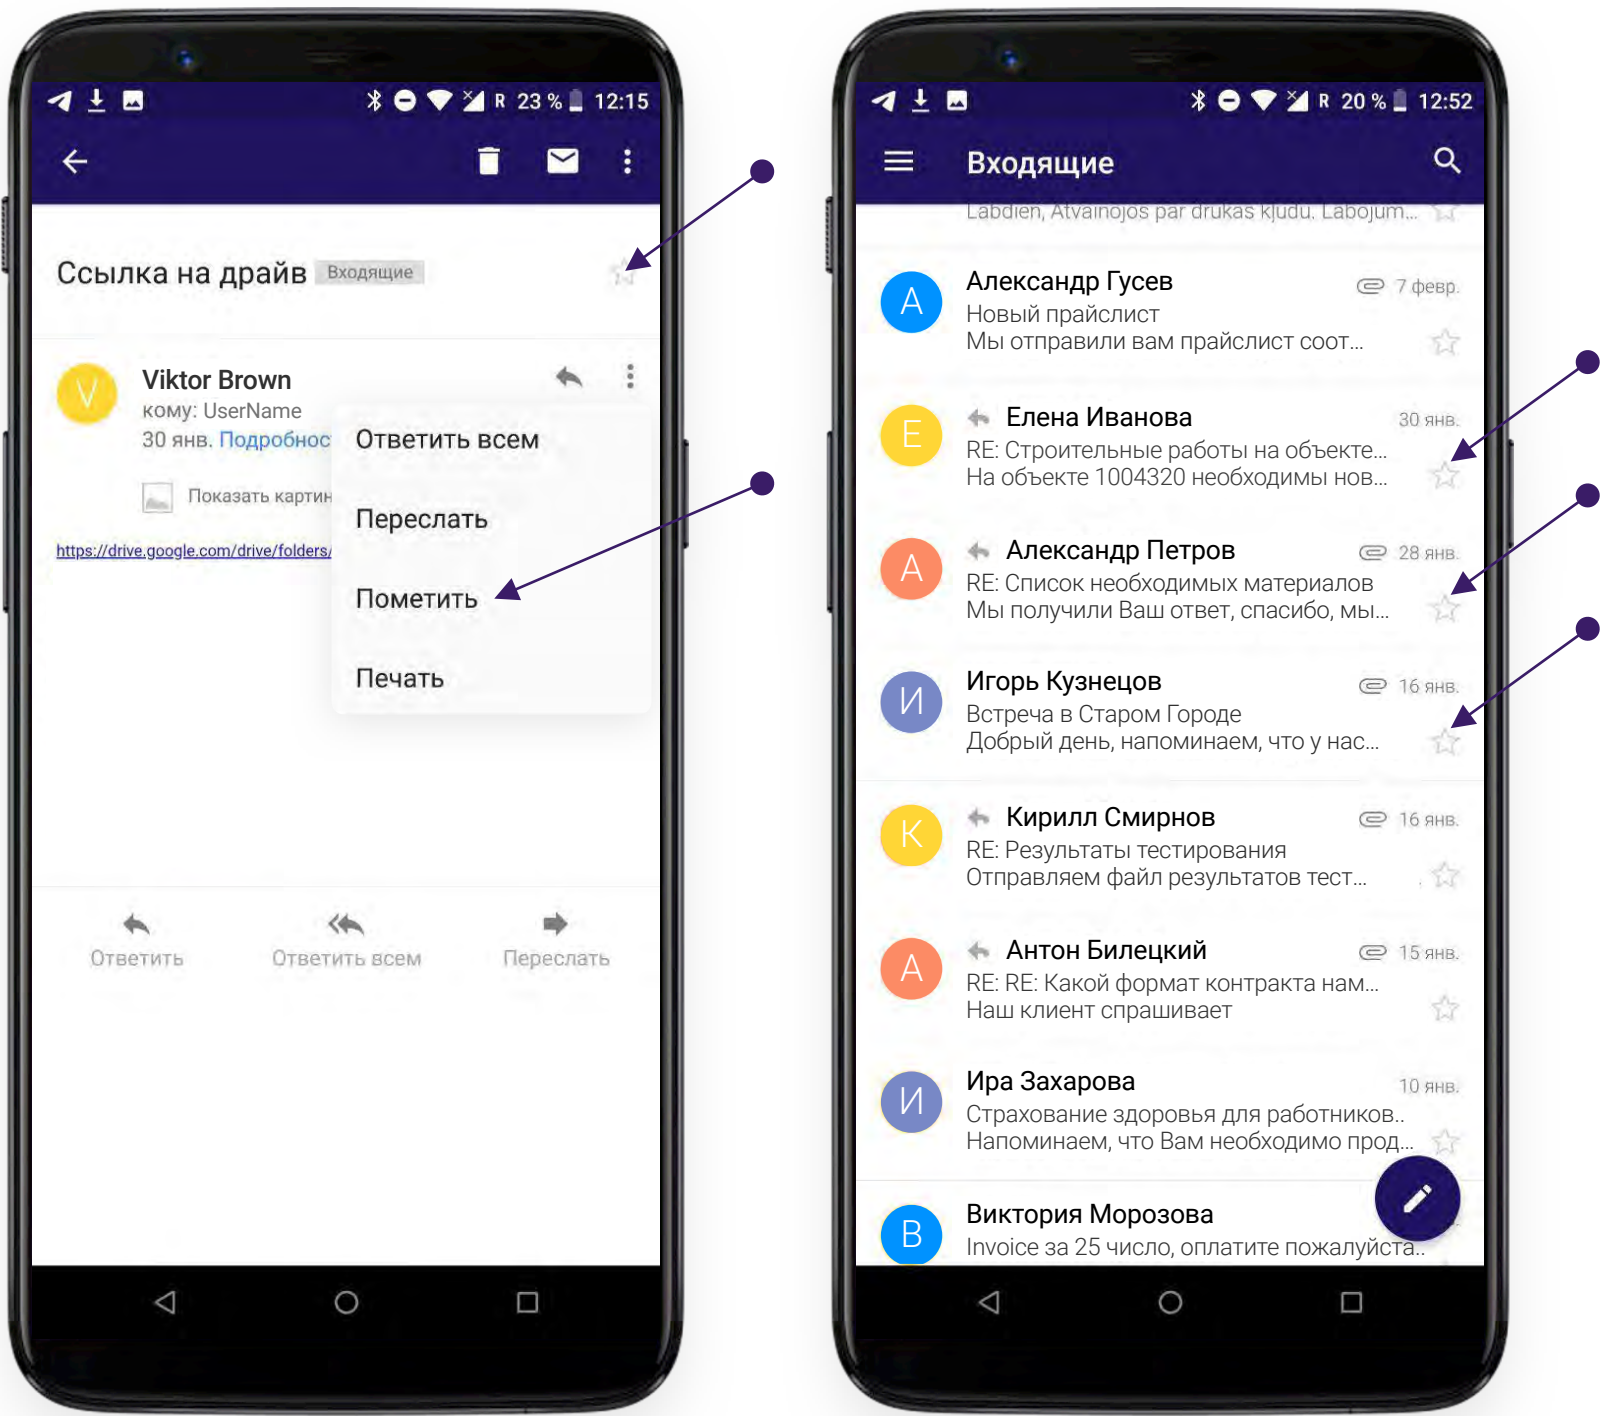 R 23 % 12:15
Ссылка на драйв Входящие
V
Viktor Brown
кому: UserName
30 янв. Подробнос
Показать картин
https://drive.google.com/drive/folders/
Ответить всем
Переслать
Пометить
Печать
Ответить
Ответить всем
Переслать
R 20 % 12:52
Входящие
Labdien, Atvainojos par drukas kļudu. Labojum...
А
Александр Гусев 7 февр.
Новый прайслист
Мы отправили вам прайслист соот...
Е
Елена Иванова 30 янв.
RE: Строительные работы на объекте...
На объекте 1004320 необходимы нов...
А
Александр Петров 28 янв.
RE: Список необходимых материалов
Мы получили Ваш ответ, спасибо, мы...
И
Игорь Кузнецов 16 янв.
Встреча в Старом Городе
Добрый день, напоминаем, что у нас...
К
Кирилл Смирнов 16 янв.
RE: Результаты тестирования
Отправляем файл результатов тест...
А
Антон Билецкий 15 янв.
RE: RE: Какой формат контракта нам...
Наш клиент спрашивает
И
Ира Захарова 10 янв.
Страхование здоровья для работников..
Напоминаем, что Вам необходимо прод...
В
Виктория Морозова
Invoice за 25 число, оплатите пожалуйста..